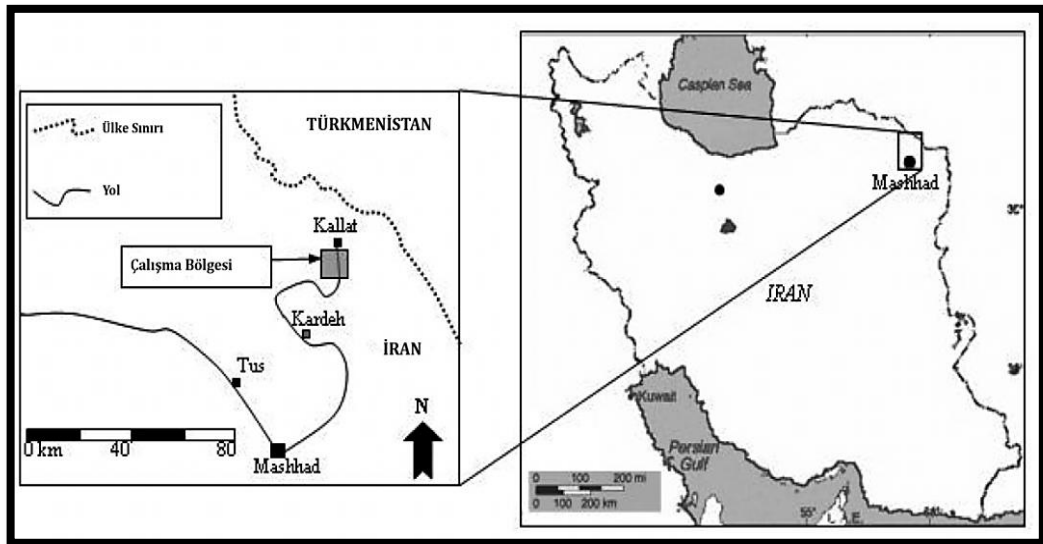 Ülke Sınırı
Yol
TÜRKMENİSTAN
Kallat
Çalışma Bölgesi
Kardeh
İRAN
Tus
N
0 km 40 80
Mashhad
Caspian Sea
Mashhad
IRAN
Kuwait
Persian
Gulf
0 100 200 mi
0 100 200 km
55